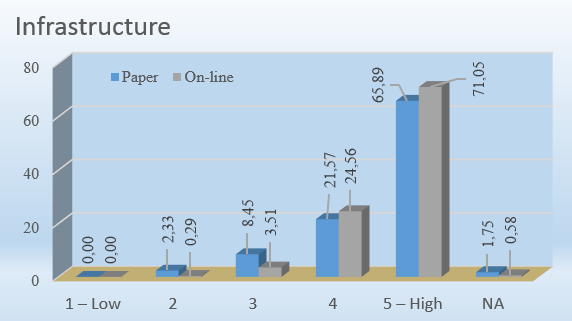 Infrastructure
Paper On-line
80
60
40
20
0
0,00 0,00 2,33 0,29 8,45 3,51 21,57 24,56 65,89 71,05 1,75 0,58
1 – Low 2 3 4 5 – High NA